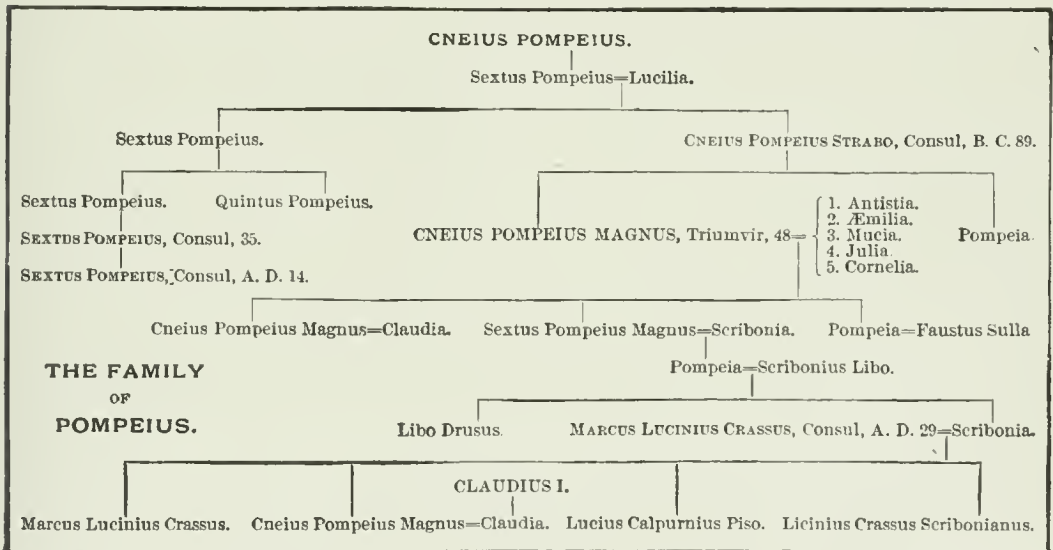 CNEIUS POMPEIUS.
Sextus Pompeius=Lucilia.
Sextus Pompeius. CNEIUS POMPEIUS STRABO, Consul, B. C. 89.
Sextus Pompeius. Quintus Pompeius.
SEXTUS POMPEIUS, Consul, 35.
SEXTUS POMPEIUS, Consul, A. D. 14.
CNEIUS POMPEIUS MAGNUS, Triumvir, 48=
1. Antistia.
2. Æmilia.
3. Mucia.
4. Julia.
5. Cornelia.
Pompeia.
Cneius Pompeius Magnus=Claudia. Sextus Pompeius Magnus=Scribonia. Pompeia=Faustus Sulla
Pompeia=Scribonius Libo.
THE FAMILY
OF
POMPEIUS.
Libo Drusus. MARCUS LUCINIUS CRASSUS, Consul, A. D. 29=Scribonia.
CLAUDIUS I.
Marcus Lucinius Crassus. Cneius Pompeius Magnus=Claudia. Lucius Calpurnius Piso. Licinius Crassus Scribonianus.